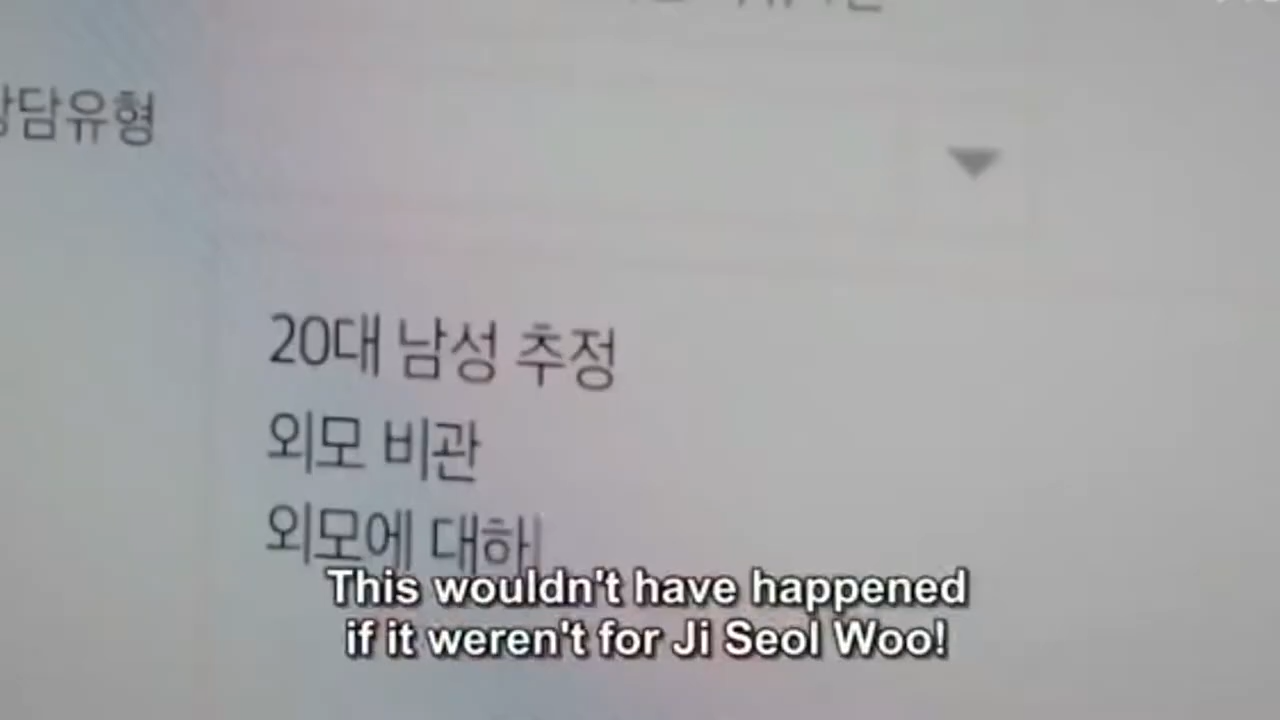 상담유형
20대 남성 추정
외모 비관
외모에 대하
This wouldn't have happened
if it weren't for Ji Seol Woo!